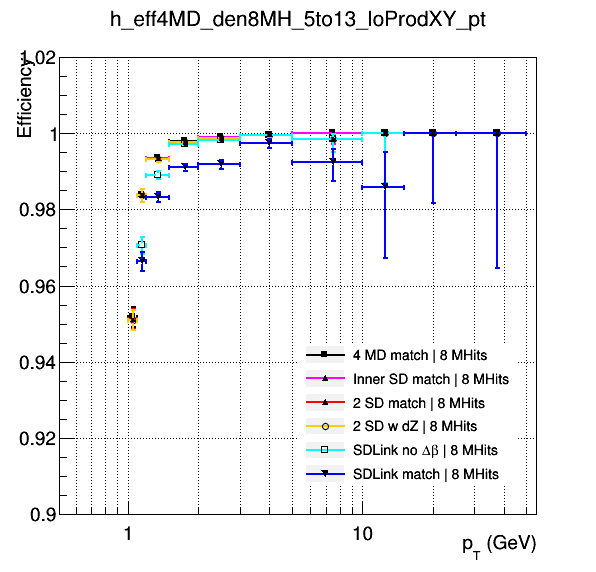 h_eff4MD_den8MH_5to13_loProdXY_pt
Efficiency
1.02
1
0.98
0.96
0.94
0.92
0.9
4 MD match | 8 MHits
Inner SD match | 8 MHits
2 SD match | 8 MHits
2 SD w dZ | 8 MHits
SDLink no Δβ | 8 MHits
SDLink match | 8 MHits
1
10
p_T (GeV)